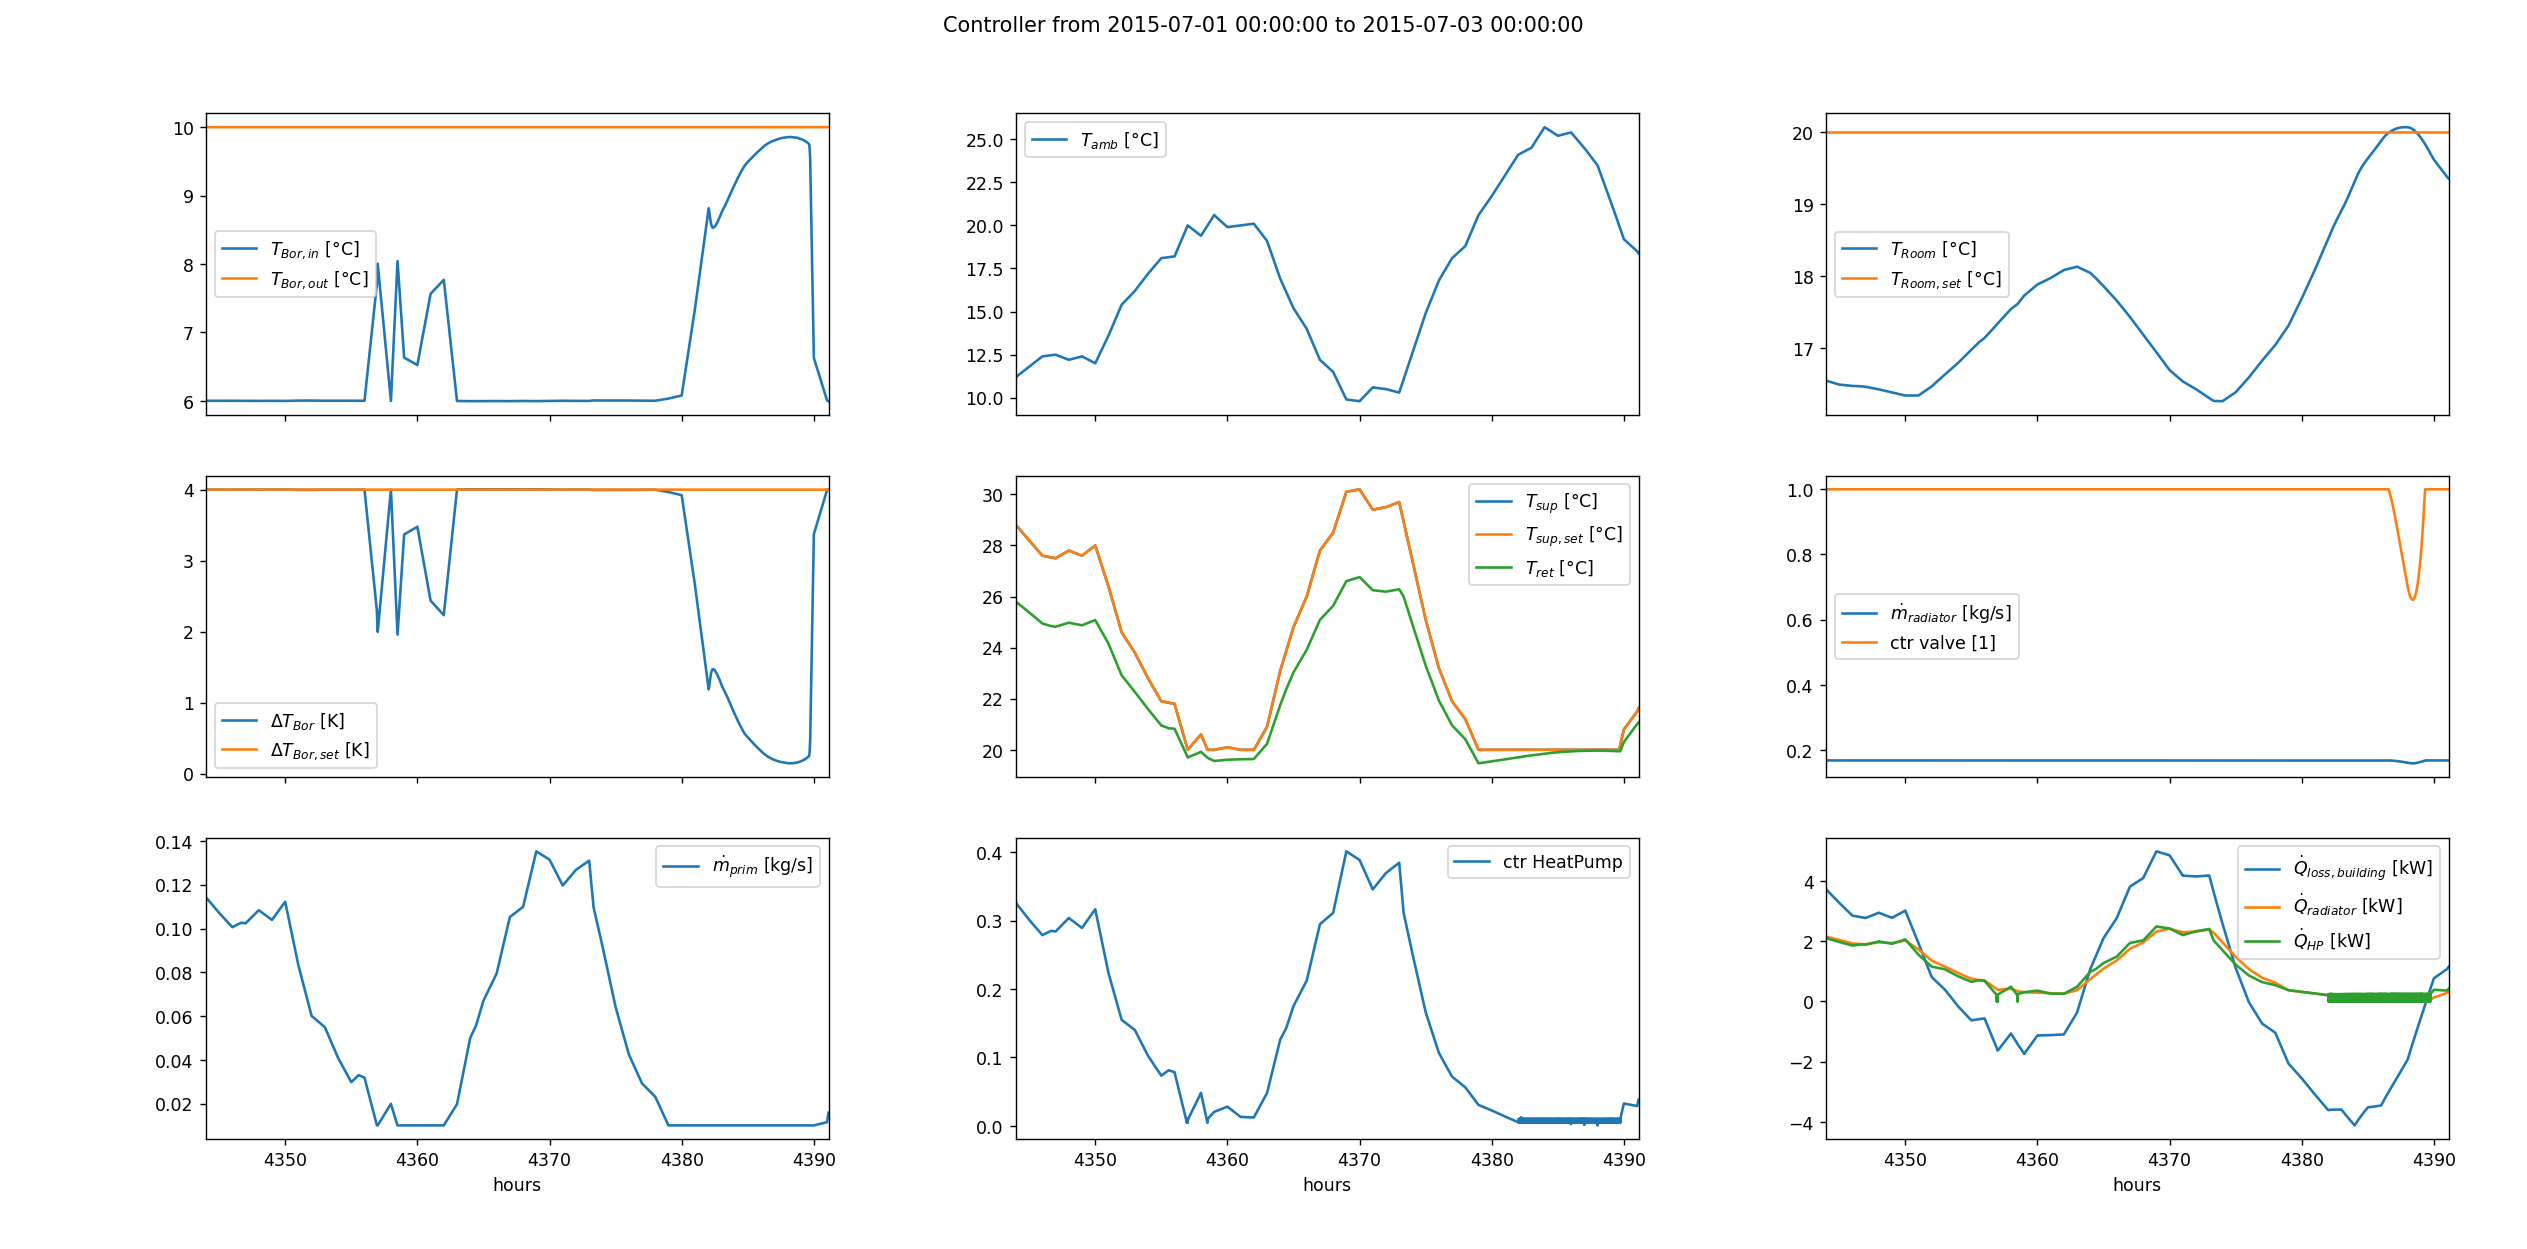 Controller from 2015-07-01 00:00:00 to 2015-07-03 00:00:00
10
9
8
7
6
T_Bor,in [°C]
T_Bor,out [°C]
25.0
22.5
20.0
17.5
15.0
12.5
10.0
T_amb [°C]
20
19
18
17
T_Room [°C]
T_Room,set [°C]
4
3
2
1
0
ΔT_Bor [K]
ΔT_Bor,set [K]
30
28
26
24
22
20
T_sup [°C]
T_sup,set [°C]
T_ret [°C]
1.0
0.8
0.6
0.4
0.2
ṁ_radiator [kg/s]
ctr valve [1]
0.14
0.12
0.10
0.08
0.06
0.04
0.02
ṁ_prim [kg/s]
4350 4360 4370 4380 4390
hours
0.4
0.3
0.2
0.1
0.0
ctr HeatPump
4350 4360 4370 4380 4390
hours
4
2
0
−2
−4
Q̇_loss,building [kW]
Q̇_radiator [kW]
Q̇_HP [kW]
4350 4360 4370 4380 4390
hours